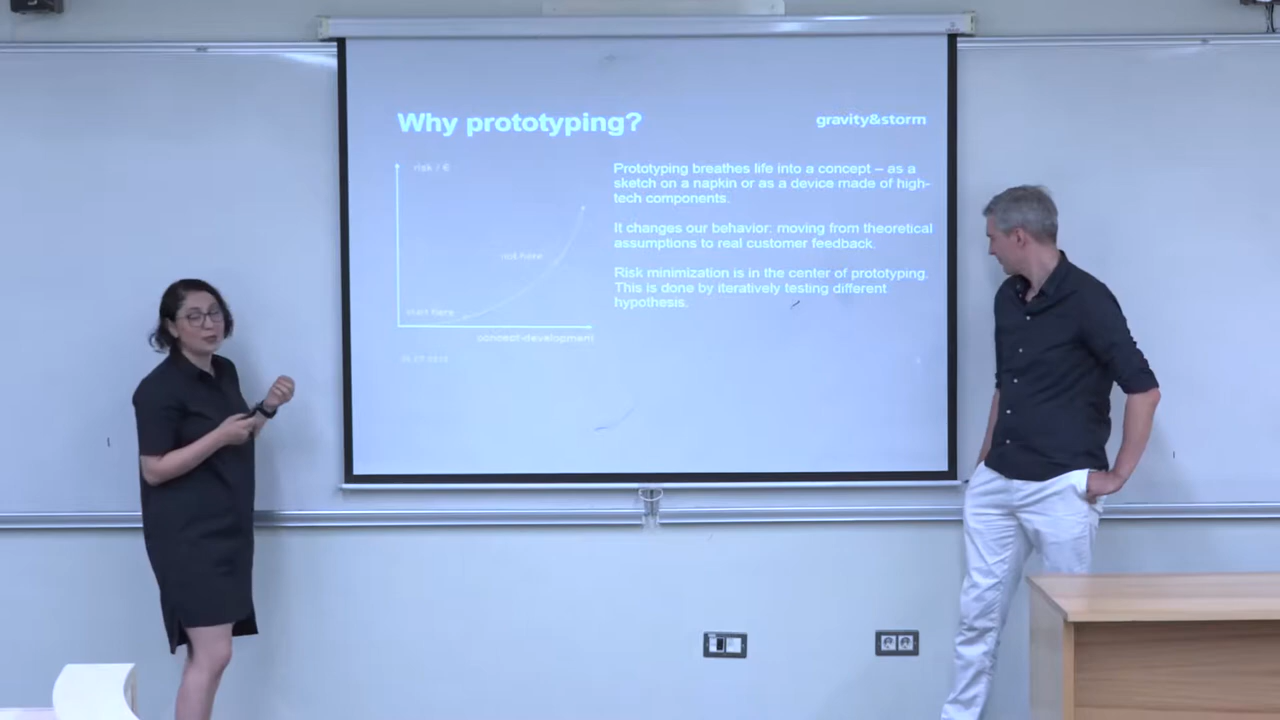 Why prototyping?
gravity&storm
risk / €
not here
start here
concept-development
Prototyping breathes life into a concept – as a
sketch on a napkin or as a device made of high-
tech components.
It changes our behavior: moving from theoretical
assumptions to real customer feedback.
Risk minimization is in the center of prototyping.
This is done by iteratively testing different
hypothesis.